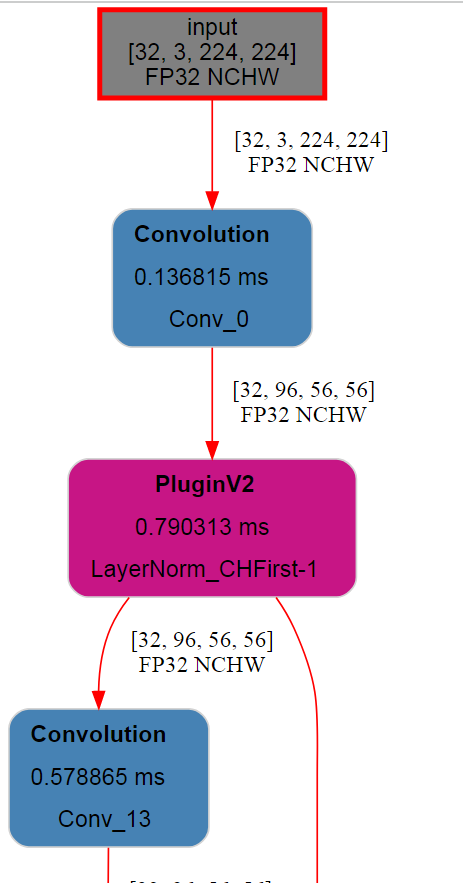 input
[32, 3, 224, 224]
FP32 NCHW
[32, 3, 224, 224]
FP32 NCHW
Convolution
0.136815 ms
Conv_0
[32, 96, 56, 56]
FP32 NCHW
PluginV2
0.790313 ms
LayerNorm_CHFirst-1
[32, 96, 56, 56]
FP32 NCHW
Convolution
0.578865 ms
Conv_13